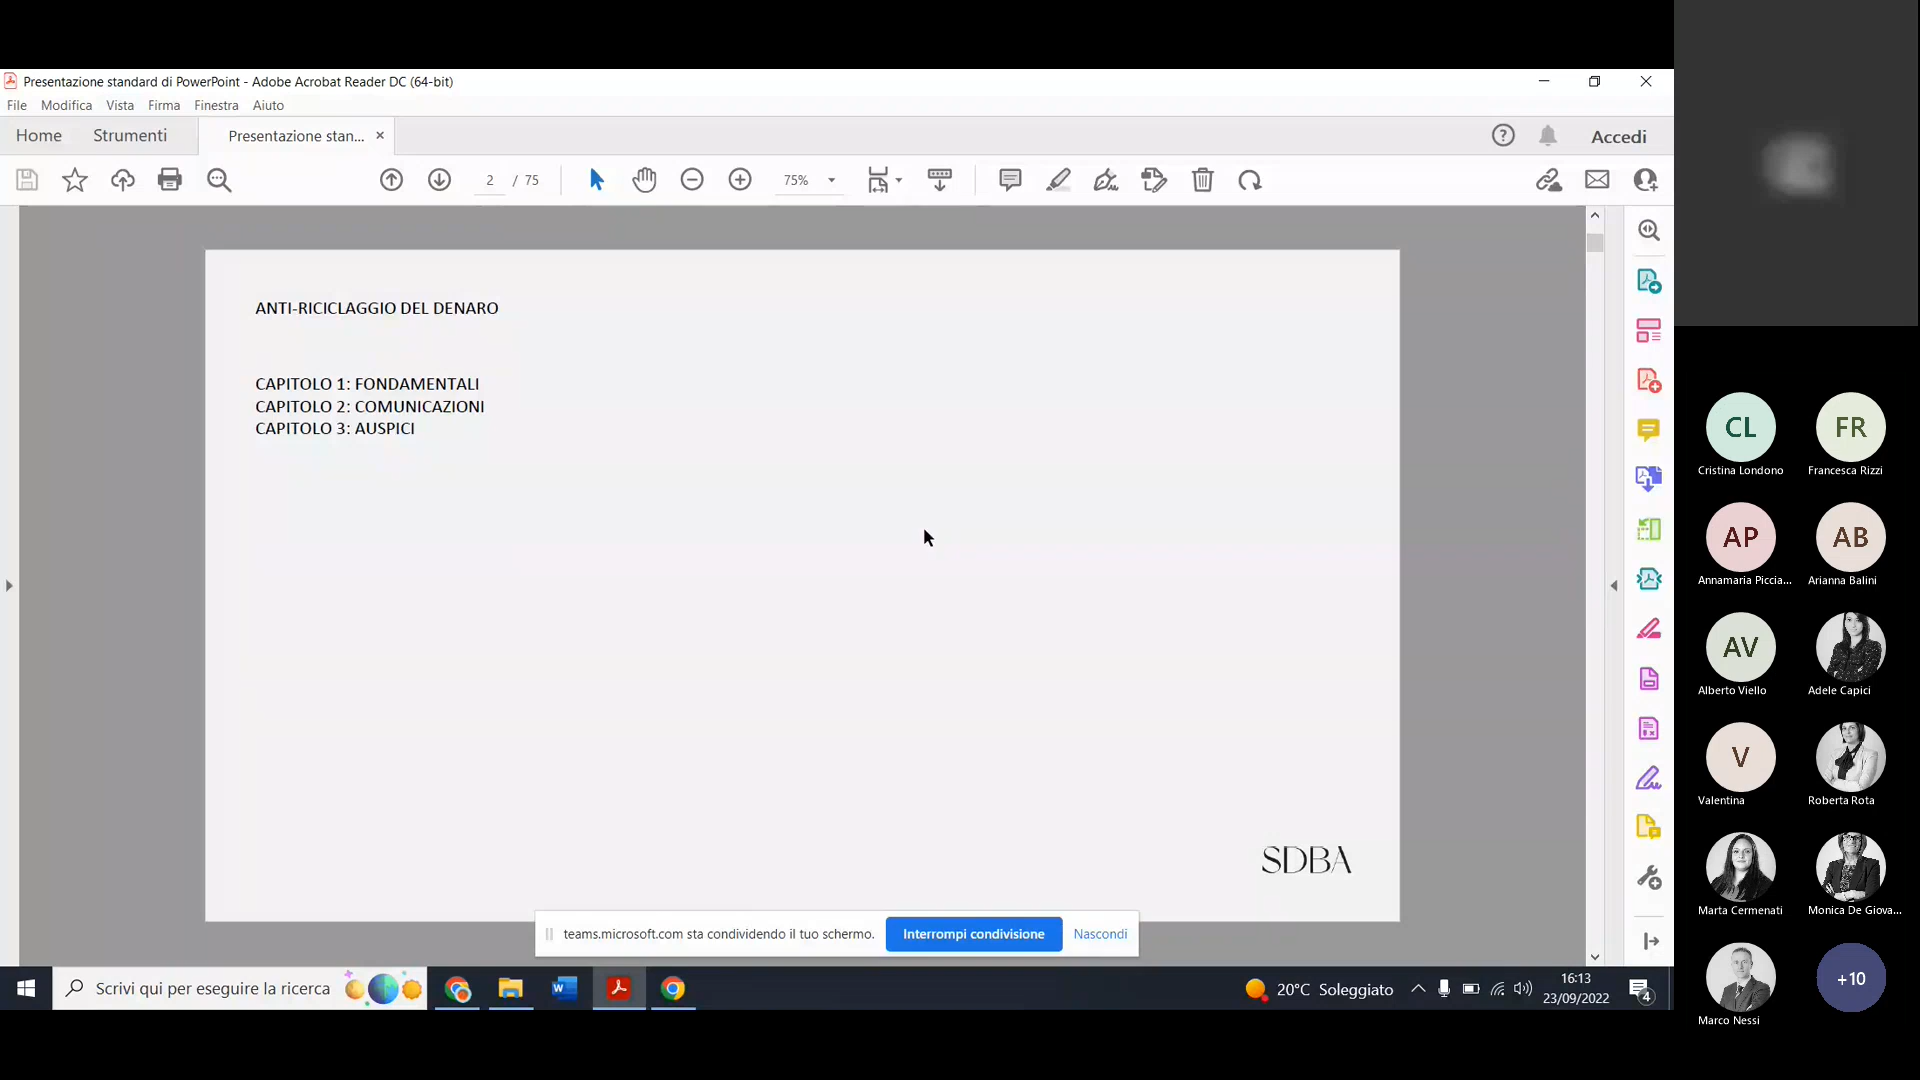 Presentazione standard di PowerPoint - Adobe Acrobat Reader DC (64-bit)
File Modifica Vista Firma Finestra Aiuto
Home Strumenti Presentazione stan... Accedi
2 / 75 75%
ANTI-RICICLAGGIO DEL DENARO
CAPITOLO 1: FONDAMENTALI
CAPITOLO 2: COMUNICAZIONI
CAPITOLO 3: AUSPICI
SDBA
teams.microsoft.com sta condividendo il tuo schermo. Interrompi condivisione Nascondi
Scrivi qui per eseguire la ricerca
20°C Soleggiato
16:13
23/09/2022
4
CL FR
Cristina Londono Francesca Rizzi
AP AB
Annamaria Piccia... Arianna Balini
AV
Alberto Viello Adele Capici
V
Valentina Roberta Rota
Marta Cermenati Monica De Giova...
+10
Marco Nessi